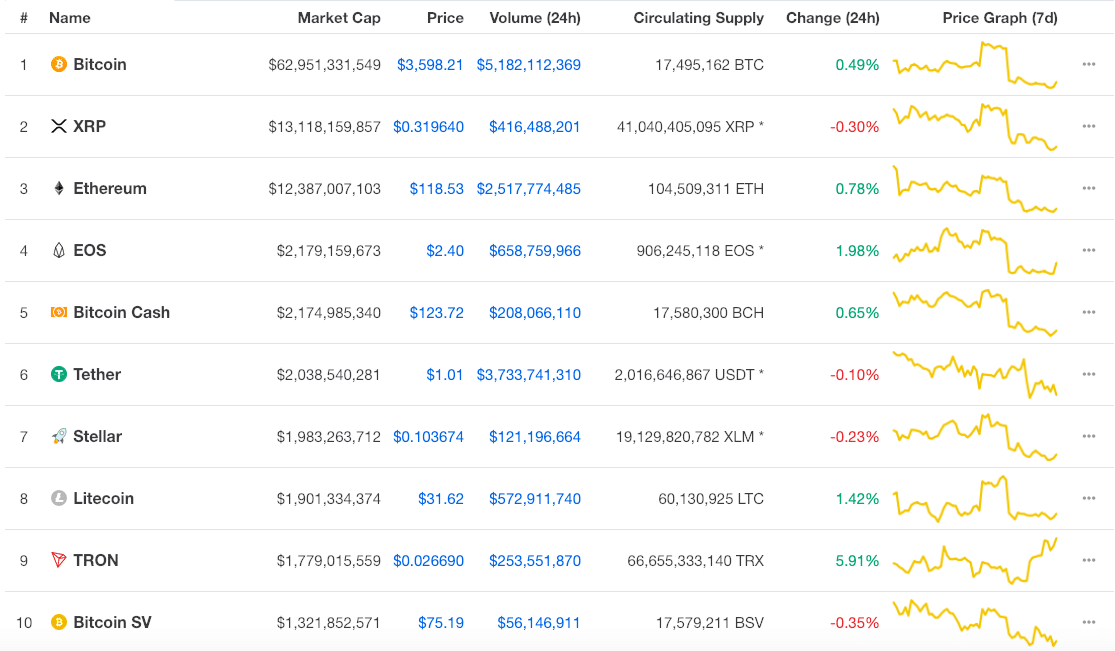 # Name Market Cap Price Volume (24h) Circulating Supply Change (24h) Price Graph (7d)
1 Bitcoin $62,951,331,549 $3,598.21 $5,182,112,369 17,495,162 BTC 0.49%
2 XRP $13,118,159,857 $0.319640 $416,488,201 41,040,405,095 XRP * -0.30%
3 Ethereum $12,387,007,103 $118.53 $2,517,774,485 104,509,311 ETH 0.78%
4 EOS $2,179,159,673 $2.40 $658,759,966 906,245,118 EOS * 1.98%
5 Bitcoin Cash $2,174,985,340 $123.72 $208,066,110 17,580,300 BCH 0.65%
6 Tether $2,038,540,281 $1.01 $3,733,741,310 2,016,646,867 USDT * -0.10%
7 Stellar $1,983,263,712 $0.103674 $121,196,664 19,129,820,782 XLM * -0.23%
8 Litecoin $1,901,334,374 $31.62 $572,911,740 60,130,925 LTC 1.42%
9 TRON $1,779,015,559 $0.026690 $253,551,870 66,655,333,140 TRX 5.91%
10 Bitcoin SV $1,321,852,571 $75.19 $56,146,911 17,579,211 BSV -0.35%